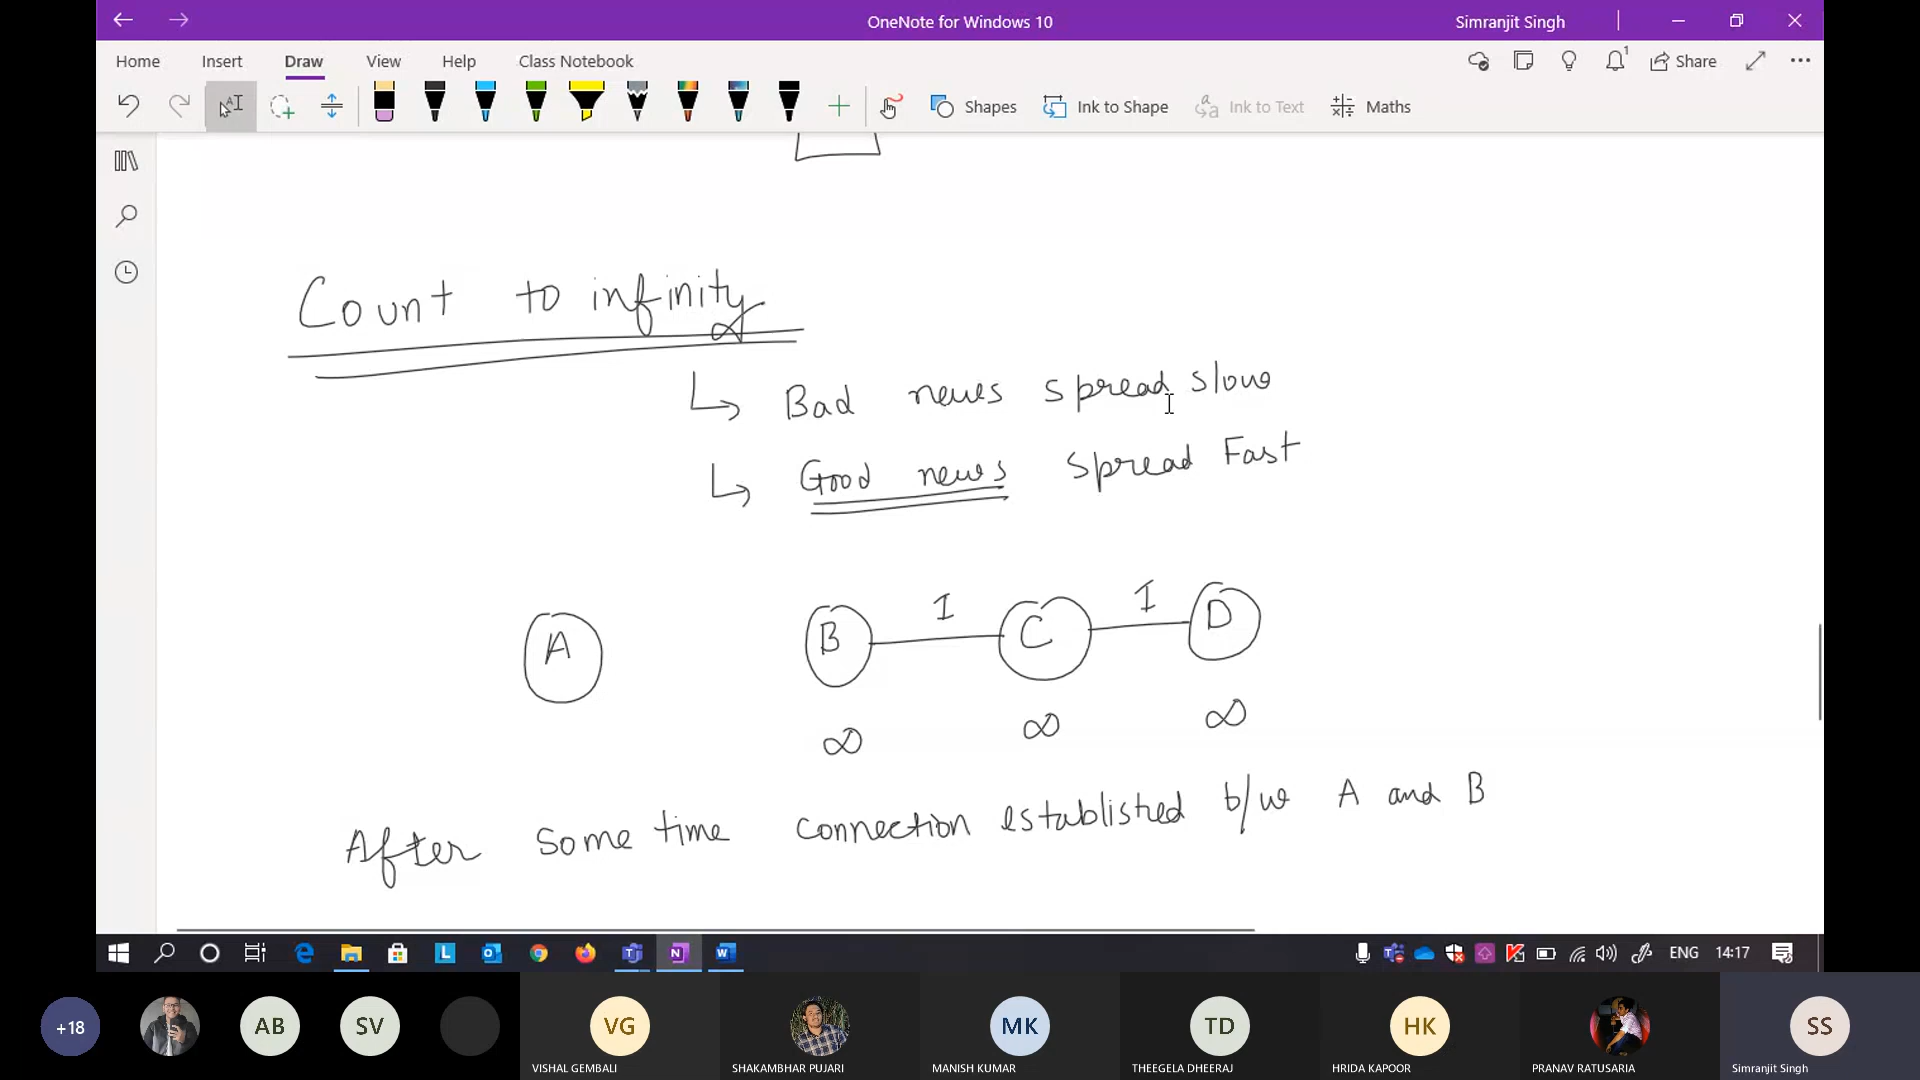 OneNote for Windows 10
Simranjit Singh
Home Insert Draw View Help Class Notebook
1
Share
Shapes
Ink to Shape
Ink to Text
Maths
Count to infinity
∞
↳ Bad news spread slow
↳ Good news spread Fast
A B 1 C 1 D
∞ ∞ ∞
After some time connection established b/w A and B
ENG 14:17
+18
AB
SV
VG
MK
TD
HK
SS
VISHAL GEMBALI
SHAKAMBHAR PUJARI
MANISH KUMAR
THEEGELA DHEERAJ
HRIDA KAPOOR
PRANAV RATUSARIA
Simranjit Singh